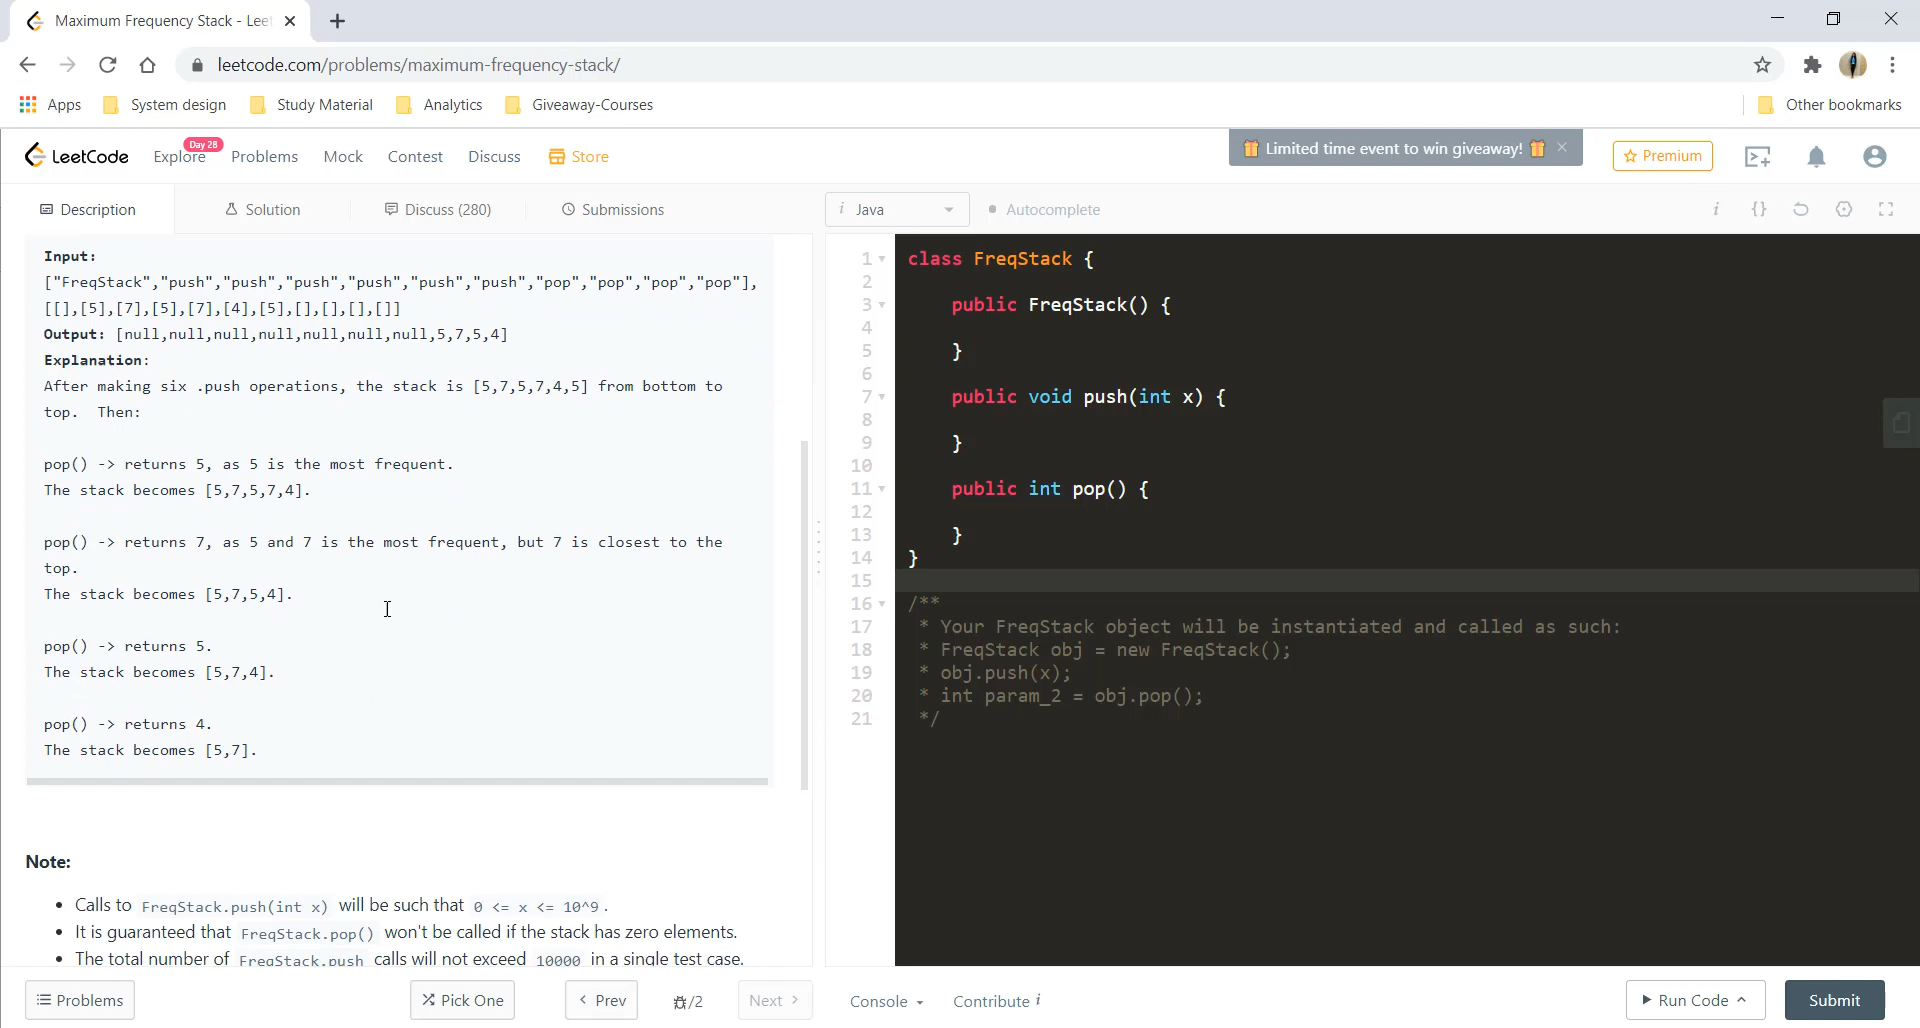 Maximum Frequency Stack - Lee
leetcode.com/problems/maximum-frequency-stack/
Apps
System design
Study Material
Analytics
Giveaway-Courses
Other bookmarks
LeetCode
Explore
Day 28
Problems
Mock
Contest
Discuss
Store
Limited time event to win giveaway!
Premium
Description
Solution
Discuss (280)
Submissions
i Java
Autocomplete
Input:
["FreqStack","push","push","push","push","push","push","pop","pop","pop","pop"],
[[],[5],[7],[5],[7],[4],[5],[],[],[],[]]
Output: [null,null,null,null,null,null,null,5,7,5,4]
Explanation:
After making six .push operations, the stack is [5,7,5,7,4,5] from bottom to
top.  Then:
pop() -> returns 5, as 5 is the most frequent.
The stack becomes [5,7,5,7,4].
pop() -> returns 7, as 5 and 7 is the most frequent, but 7 is closest to the
top.
The stack becomes [5,7,5,4].
pop() -> returns 5.
The stack becomes [5,7,4].
pop() -> returns 4.
The stack becomes [5,7].
Note:
• Calls to FreqStack.push(int x) will be such that 0 <= x <= 10^9.
• It is guaranteed that FreqStack.pop() won't be called if the stack has zero elements.
• The total number of FreqStack.push calls will not exceed 10000 in a single test case.
1 class FreqStack {
2
3 public FreqStack() {
4
5 }
6
7 public void push(int x) {
8
9 }
10
11 public int pop() {
12
13 }
14 }
15
16 /**
17 * Your FreqStack object will be instantiated and called as such:
18 * FreqStack obj = new FreqStack();
19 * obj.push(x);
20 * int param_2 = obj.pop();
21 */
Problems
Pick One
< Prev
/2
Next >
Console
Contribute i
Run Code
Submit